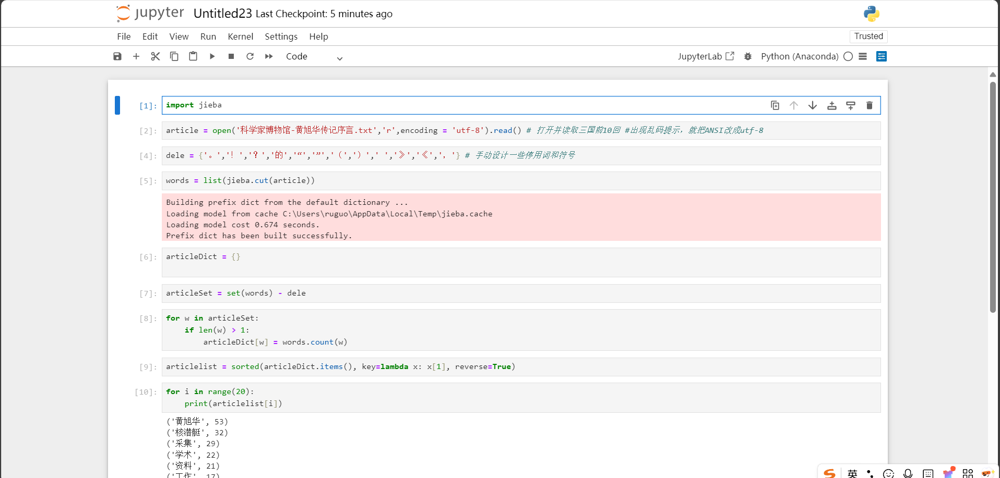 jupyter Untitled23 Last Checkpoint: 5 minutes ago
File Edit View Run Kernel Settings Help
Trusted
Code
JupyterLab
Python (Anaconda)
[1]: import jieba
[2]: article = open('科学家博物馆-黄旭华传记序言.txt','r',encoding = 'utf-8').read() # 打开并读取三国前10回 #出现乱码提示，就把ANSI改成utf-8
[4]: dele = {'。','！','？','的','“','”','（','）',' ','》','《','，'} # 手动设计一些停用词和符号
[5]: words = list(jieba.cut(article))
Building prefix dict from the default dictionary ...
Loading model from cache C:\Users\ruguo\AppData\Local\Temp\jieba.cache
Loading model cost 0.674 seconds.
Prefix dict has been built successfully.
[6]: articleDict = {}
[7]: articleSet = set(words) - dele
[8]: for w in articleSet:
    if len(w) > 1:
        articleDict[w] = words.count(w)
[9]: articlelist = sorted(articleDict.items(), key=lambda x: x[1], reverse=True)
[10]: for i in range(20):
    print(articlelist[i])
('黄旭华', 53)
('核潜艇', 32)
('采集', 29)
('学术', 22)
('资料', 21)
('工作', 17)
英